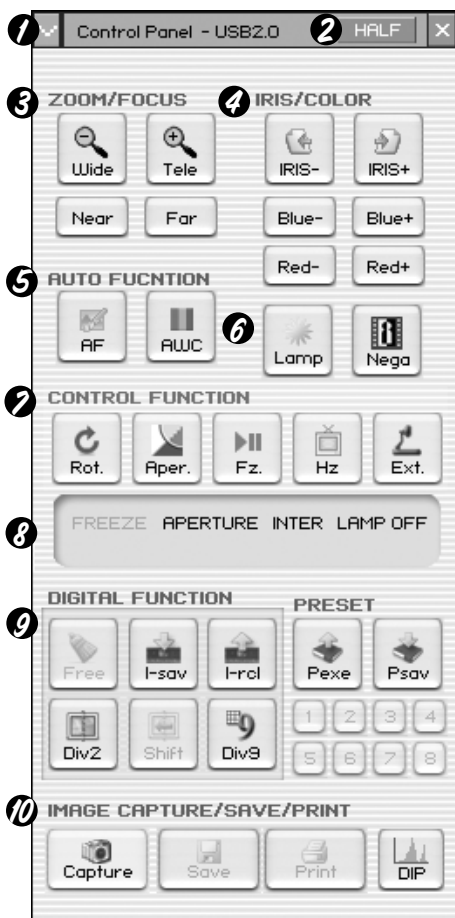 1 Control Panel - USB2.0 2 HALF
3 ZOOM/FOCUS 4 IRIS/COLOR
Wide Tele IRIS- IRIS+
Near Far Blue- Blue+
Red- Red+
5 AUTO FUCNTION
AF AWC 6 Lamp Nega
7 CONTROL FUNCTION
Rot. Aper. Fz. Hz Ext.
8 FREEZE APERTURE INTER LAMP OFF
DIGITAL FUNCTION PRESET
9
Free I-sav I-rcl Pexe Psav
1 2 3 4
9
Div2 Shift Div9 5 6 7 8
10 IMAGE CAPTURE/SAVE/PRINT
Capture Save Print DIP